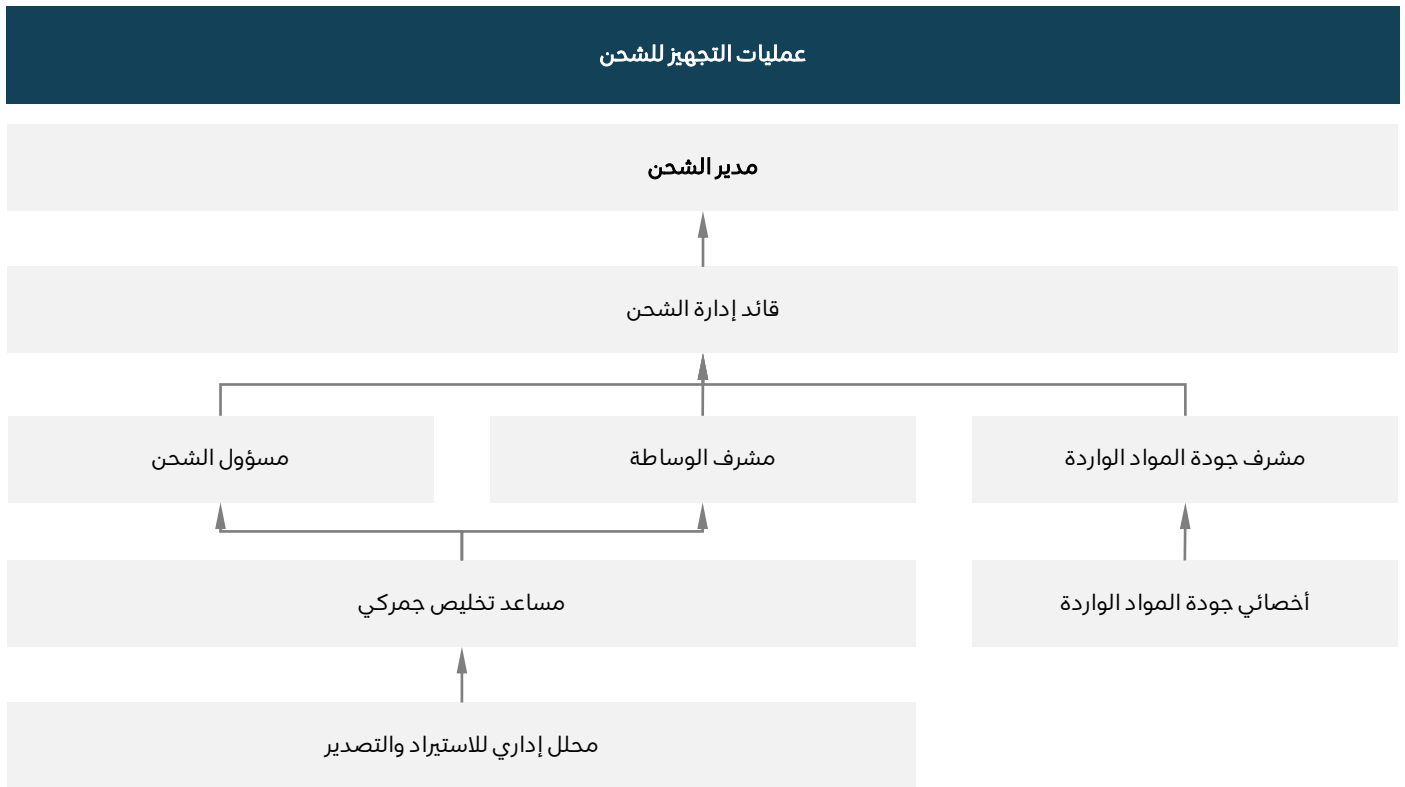 عمليات التجهيز للشحن
مدير الشحن
قائد إدارة الشحن
مشرف جودة المواد الواردة
مشرف الوساطة
مسؤول الشحن
أخصائي جودة المواد الواردة
مساعد تخليص جمركي
محلل إداري للاستيراد والتصدير